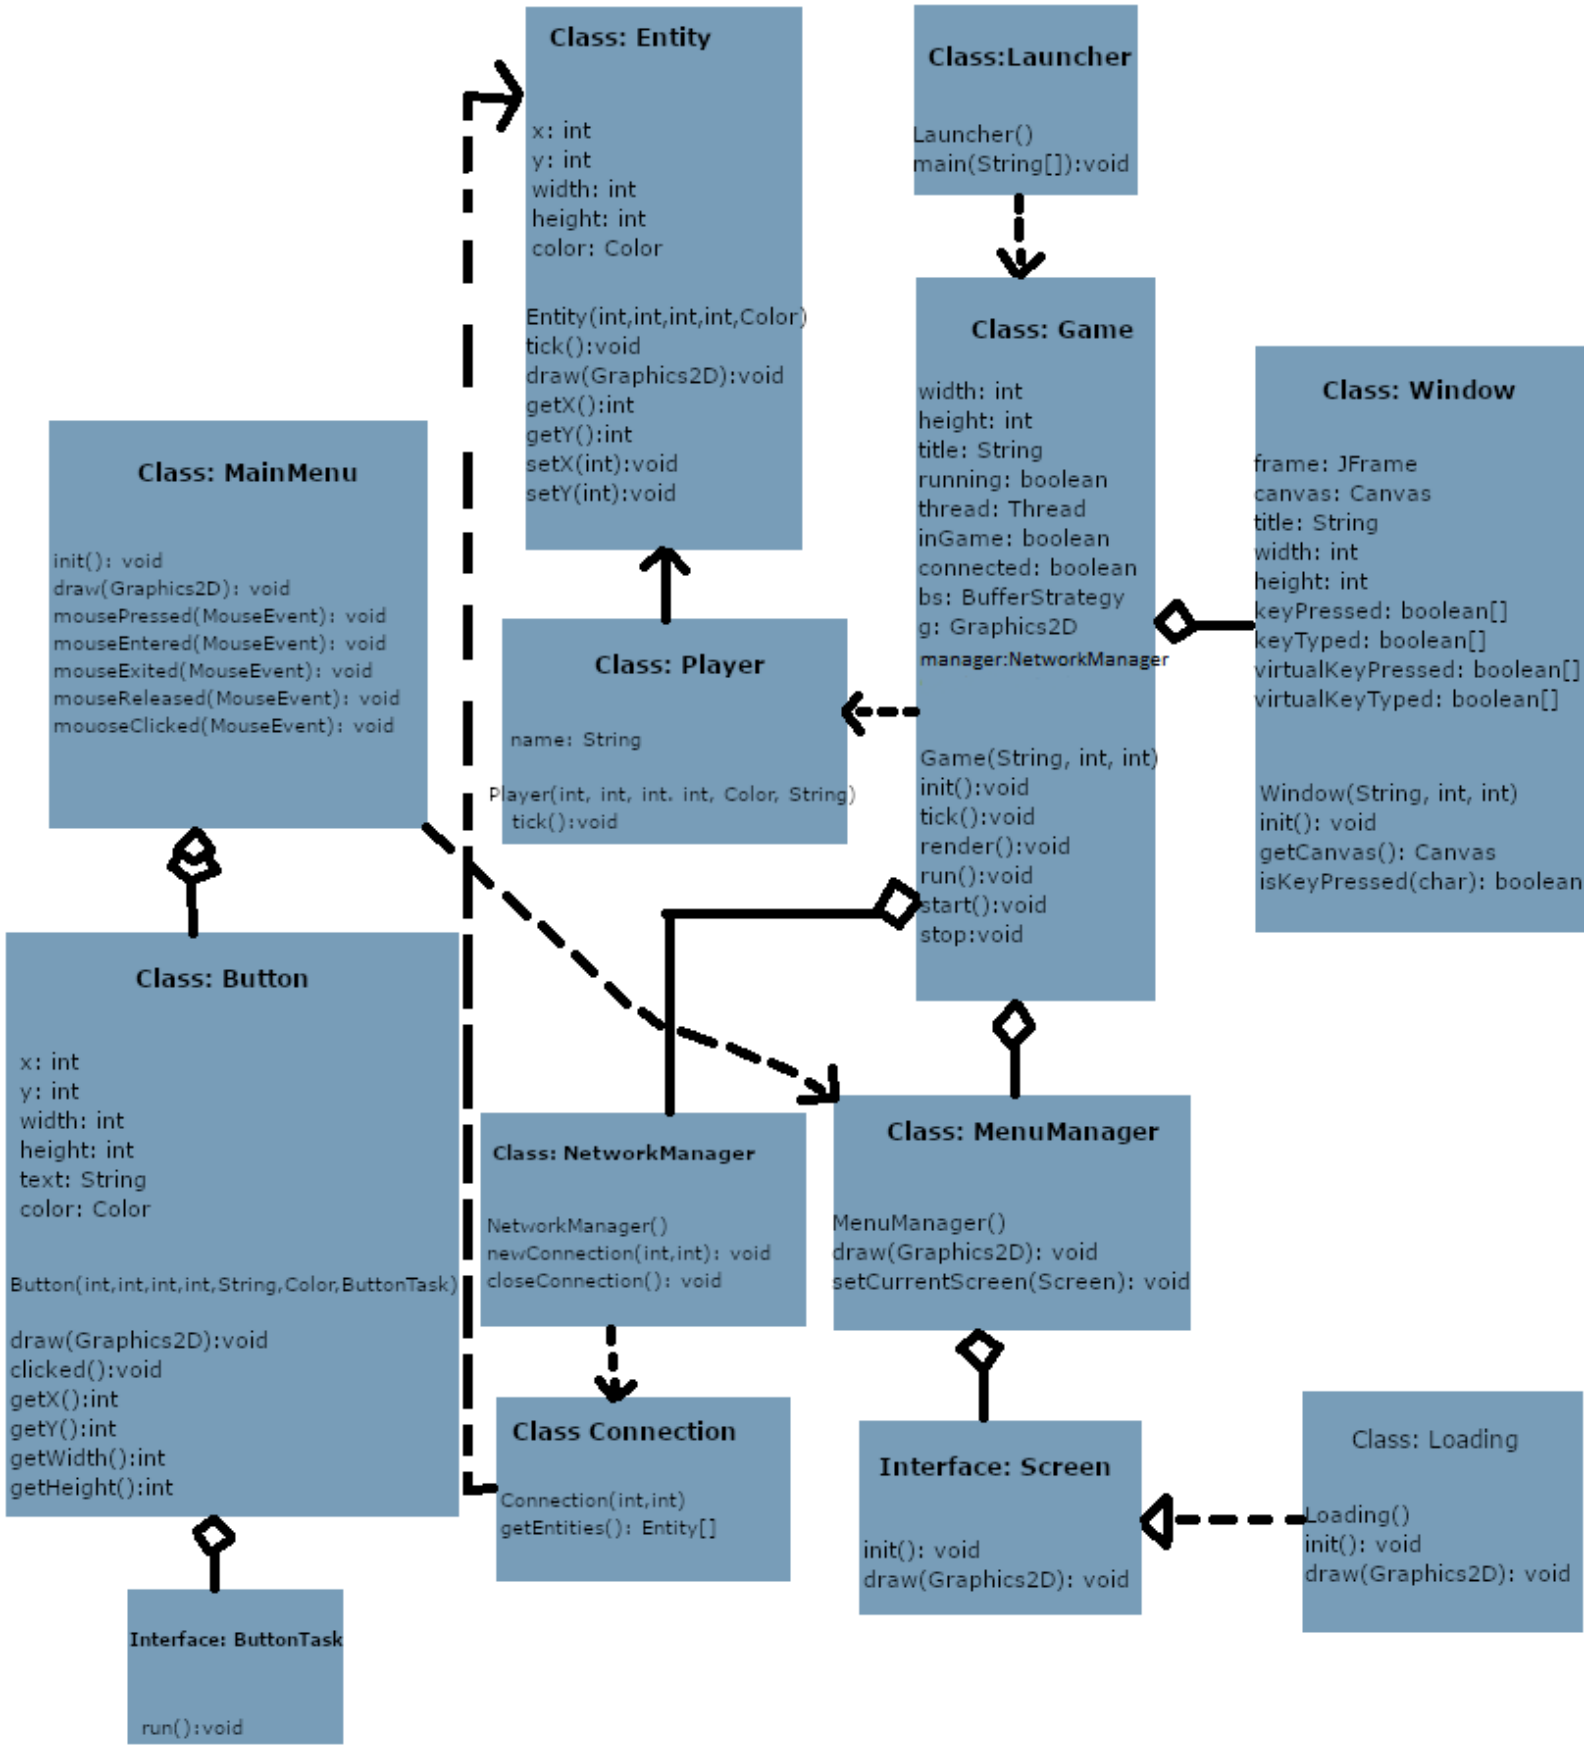 Class: Entity
x: int
y: int
width: int
height: int
color: Color
Entity(int,int,int,int,Color)
tick():void
draw(Graphics2D):void
getX():int
getY():int
setX(int):void
setY(int):void
Class:Launcher
Launcher()
main(String[]):void
Class: Game
width: int
height: int
title: String
running: boolean
thread: Thread
inGame: boolean
connected: boolean
bs: BufferStrategy
g: Graphics2D
manager:NetworkManager
Game(String, int, int)
init():void
tick():void
render():void
run():void
start():void
stop:void
Class: Window
frame: JFrame
canvas: Canvas
title: String
width: int
height: int
keyPressed: boolean[]
keyTyped: boolean[]
virtualKeyPressed: boolean[]
virtualKeyTyped: boolean[]
Window(String, int, int)
init(): void
getCanvas(): Canvas
isKeyPressed(char): boolean
Class: MainMenu
init(): void
draw(Graphics2D): void
mousePressed(MouseEvent): void
mouseEntered(MouseEvent): void
mouseExited(MouseEvent): void
mouseReleased(MouseEvent): void
mouoseClicked(MouseEvent): void
Class: Player
name: String
Player(int, int, int. int, Color, String)
tick():void
Class: Button
x: int
y: int
width: int
height: int
text: String
color: Color
Button(int,int,int,int,String,Color,ButtonTask)
draw(Graphics2D):void
clicked():void
getX():int
getY():int
getWidth():int
getHeight():int
Class: NetworkManager
NetworkManager()
newConnection(int,int): void
closeConnection(): void
Class: MenuManager
MenuManager()
draw(Graphics2D): void
setCurrentScreen(Screen): void
Class Connection
Connection(int,int)
getEntities(): Entity[]
Interface: Screen
init(): void
draw(Graphics2D): void
Class: Loading
Loading()
init(): void
draw(Graphics2D): void
Interface: ButtonTask
run():void